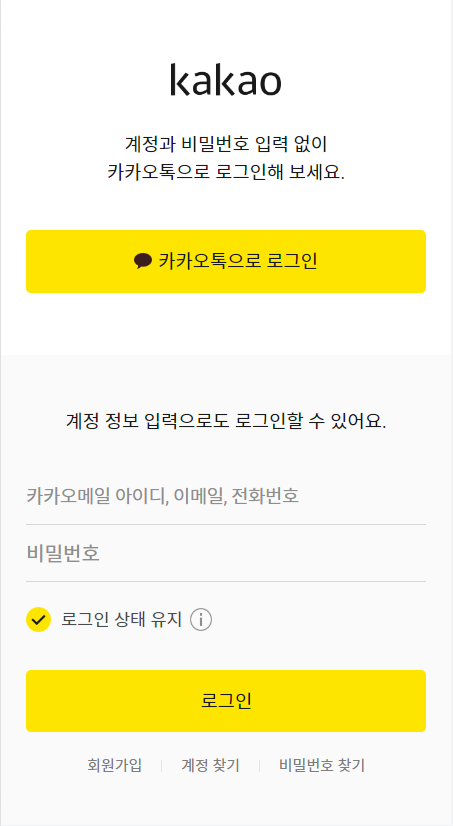 kakao
계정과 비밀번호 입력 없이
카카오톡으로 로그인해 보세요.
카카오톡으로 로그인
계정 정보 입력으로도 로그인할 수 있어요.
카카오메일 아이디, 이메일, 전화번호
비밀번호
로그인 상태 유지
로그인
회원가입 계정 찾기 비밀번호 찾기